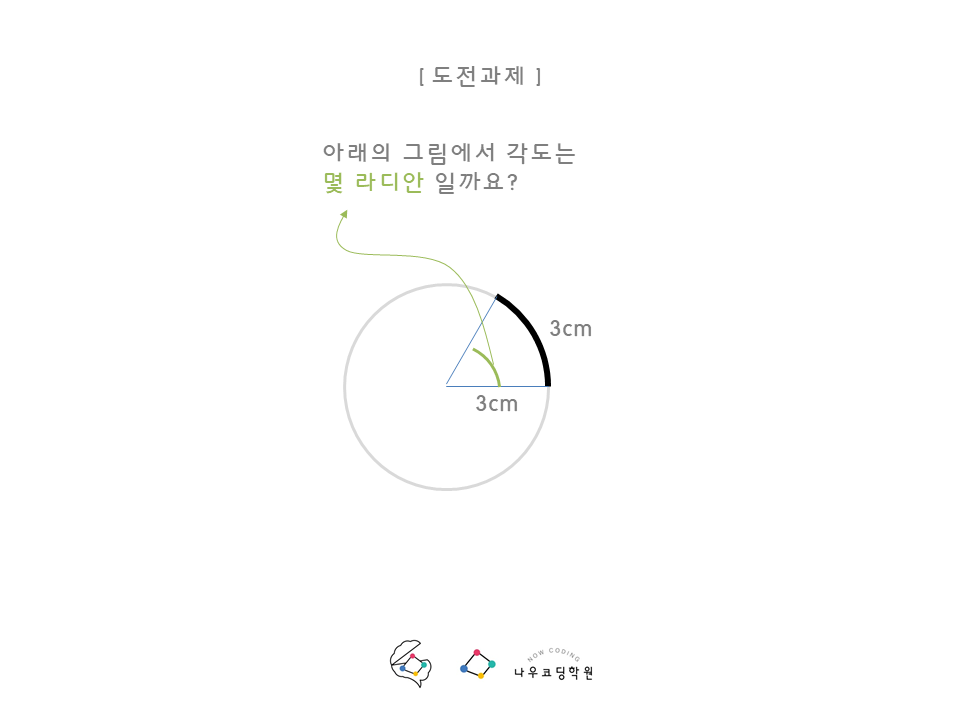 [ 도전과제 ]
아래의 그림에서 각도는
몇 라디안 일까요?
3cm
3cm
NOW CODING
나우코딩학원